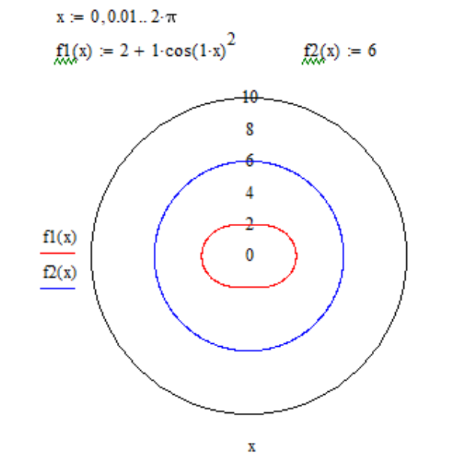 x := 0, 0.01 .. 2·π
f1(x) := 2 + 1·cos(1·x)² f2(x) := 6
10
8
6
4
2
0
f1(x)
f2(x)
x